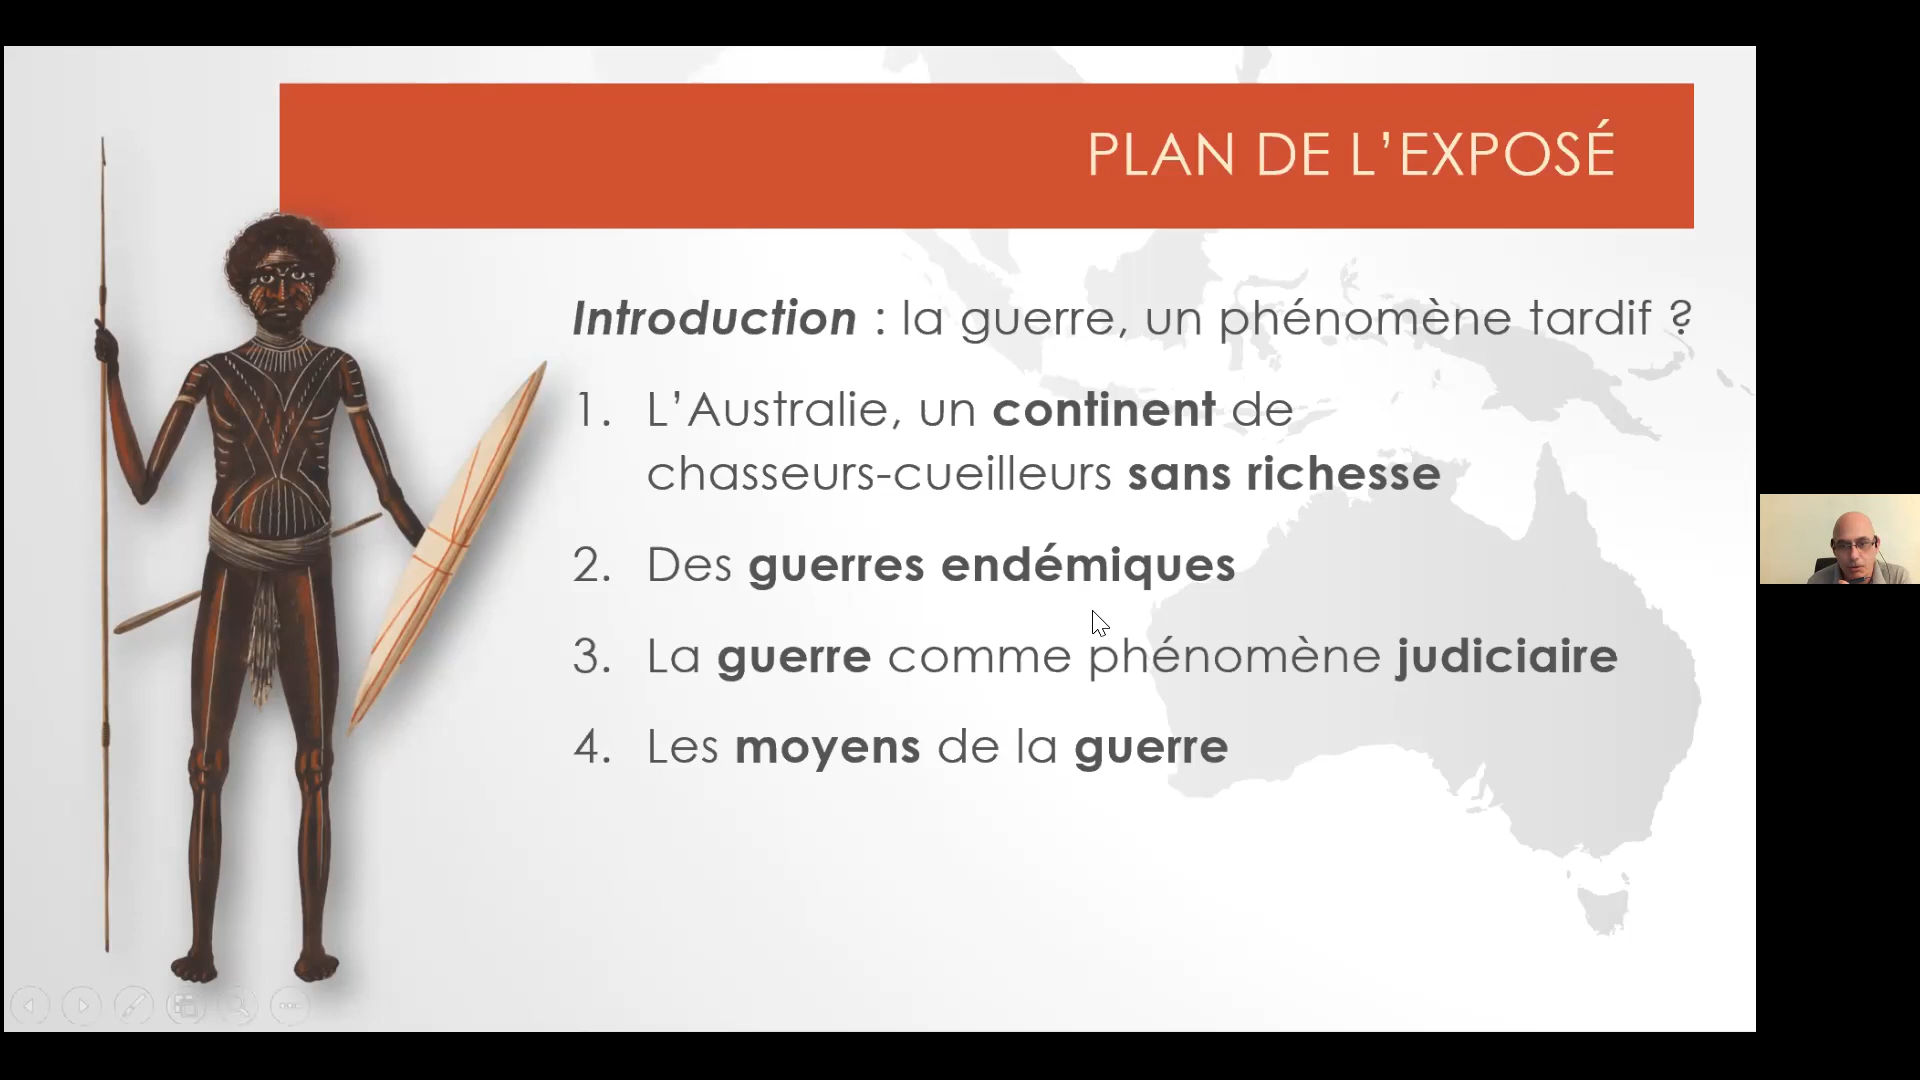 PLAN DE L’EXPOSÉ
Introduction : la guerre, un phénomène tardif ?
1. L’Australie, un continent de
chasseurs-cueilleurs sans richesse
2. Des guerres endémiques
3. La guerre comme phénomène judiciaire
4. Les moyens de la guerre